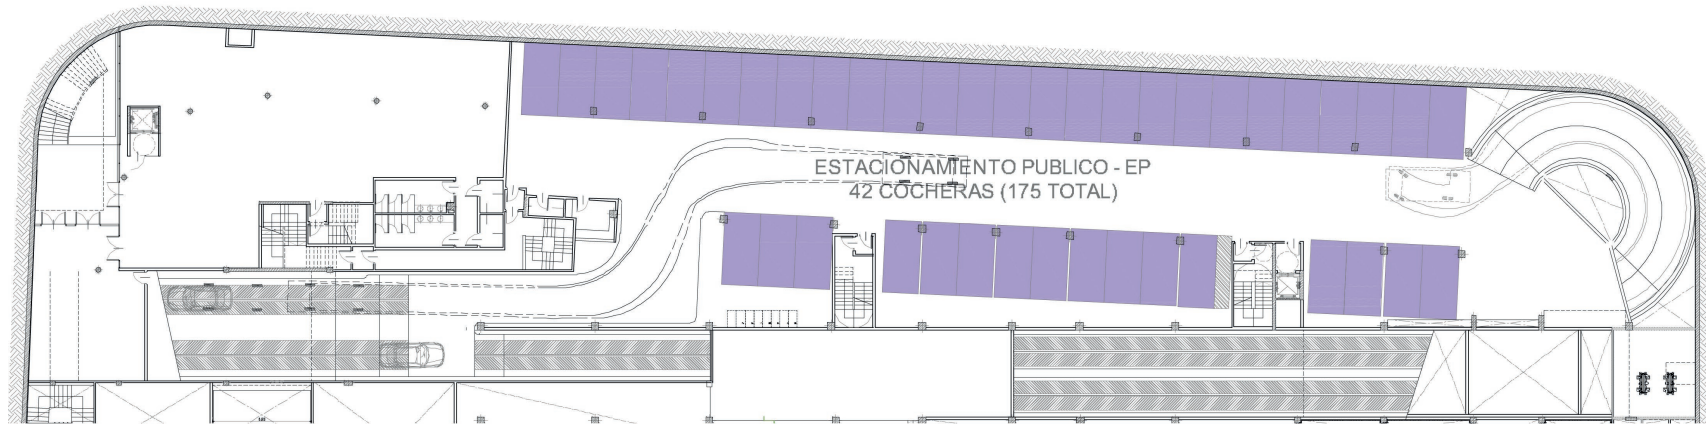 ESTACIONAMIENTO PUBLICO - EP
42 COCHERAS (175 TOTAL)